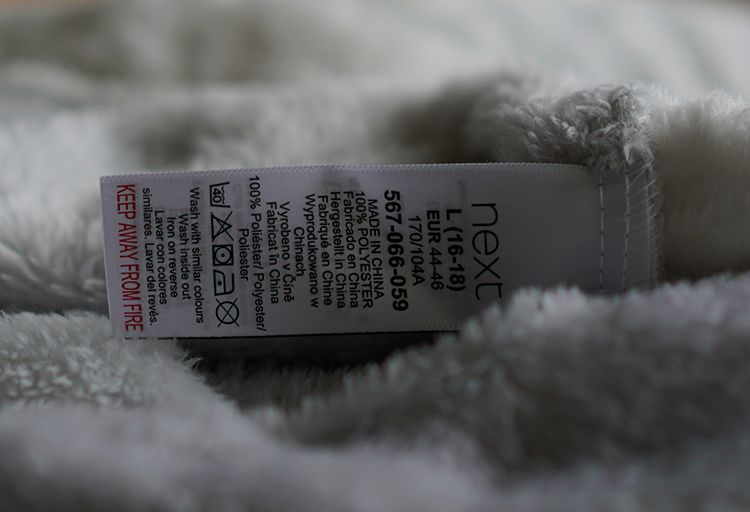 next
L (16-18)
EUR 44-46
170/104A
567-066-059
MADE IN CHINA
100% POLYESTER
Fabricado en China
Hergestellt in China
Fabriqué en Chine
Wyprodukowano w
Chinach
Vyrobeno v Číně
Fabricat în China
100% Poliéster/ Polyester/
Poliester
40
Wash with similar colours
Wash inside out
Iron on reverse
Lavar con colores
similares. Lavar del revés.
KEEP AWAY FROM FIRE